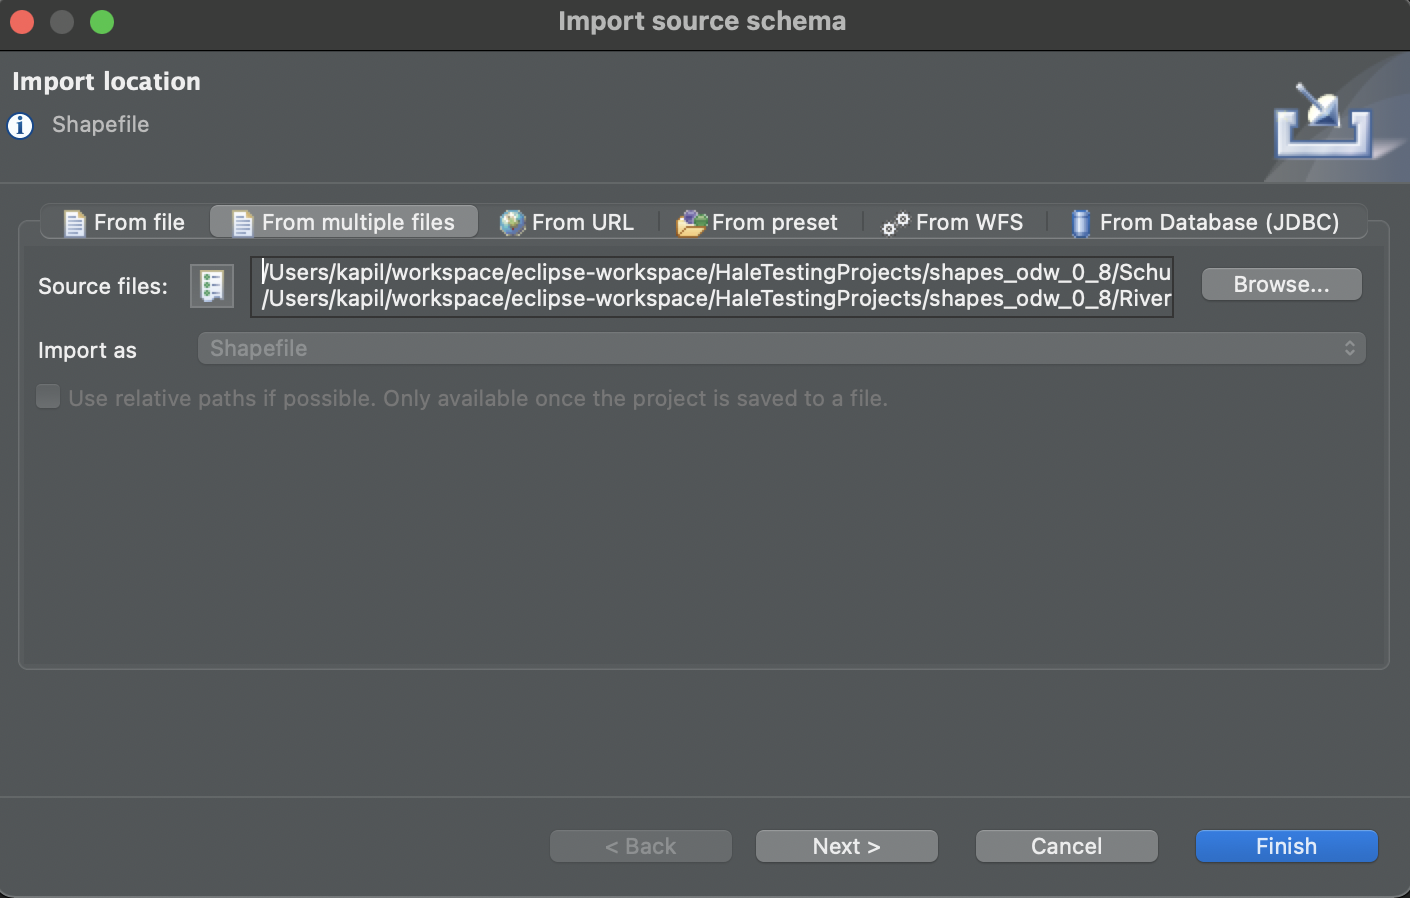 Import source schema
Import location
Shapefile
From file
From multiple files
From URL
From preset
From WFS
From Database (JDBC)
Source files:
/Users/kapil/workspace/eclipse-workspace/HaleTestingProjects/shapes_odw_0_8/Schu
/Users/kapil/workspace/eclipse-workspace/HaleTestingProjects/shapes_odw_0_8/River
Browse...
Import as
Shapefile
Use relative paths if possible. Only available once the project is saved to a file.
< Back
Next >
Cancel
Finish